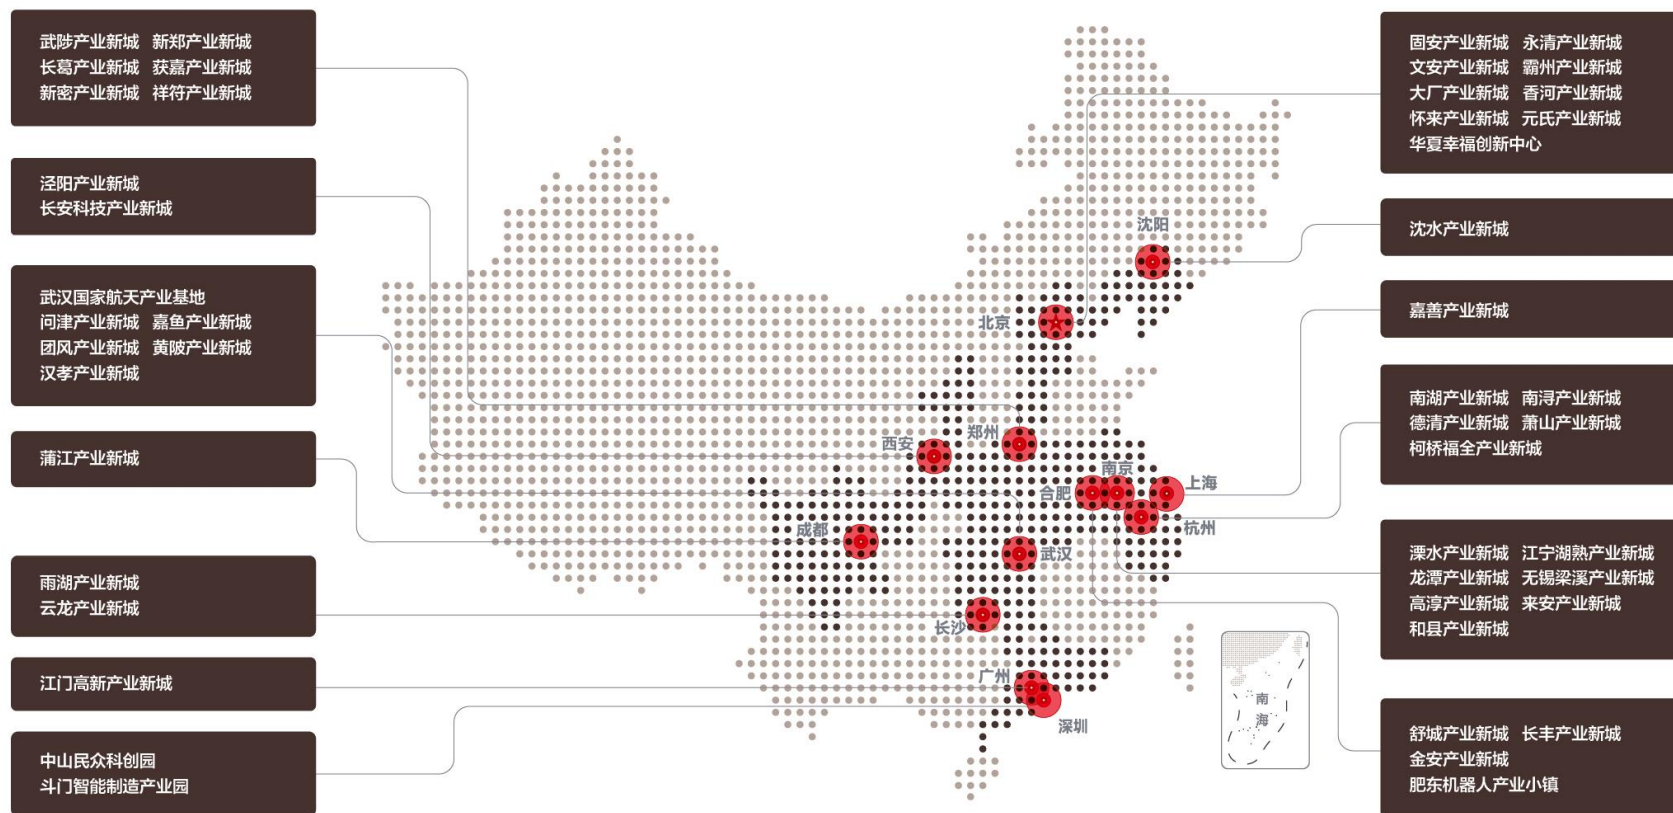 武陟产业新城 新郑产业新城
长葛产业新城 获嘉产业新城
新密产业新城 祥符产业新城
泾阳产业新城
长安科技产业新城
武汉国家航天产业基地
问津产业新城 嘉鱼产业新城
团风产业新城 黄陂产业新城
汉孝产业新城
蒲江产业新城
雨湖产业新城
云龙产业新城
江门高新产业新城
中山民众科创园
斗门智能制造产业园
沈阳
北京
郑州
西安
南京
合肥
上海
杭州
成都
武汉
长沙
广州
深圳
南
海
固安产业新城 永清产业新城
文安产业新城 霸州产业新城
大厂产业新城 香河产业新城
怀来产业新城 元氏产业新城
华夏幸福创新中心
沈水产业新城
嘉善产业新城
南湖产业新城 南浔产业新城
德清产业新城 萧山产业新城
柯桥福全产业新城
溧水产业新城 江宁湖熟产业新城
龙潭产业新城 无锡梁溪产业新城
高淳产业新城 来安产业新城
和县产业新城
舒城产业新城 长丰产业新城
金安产业新城
肥东机器人产业小镇